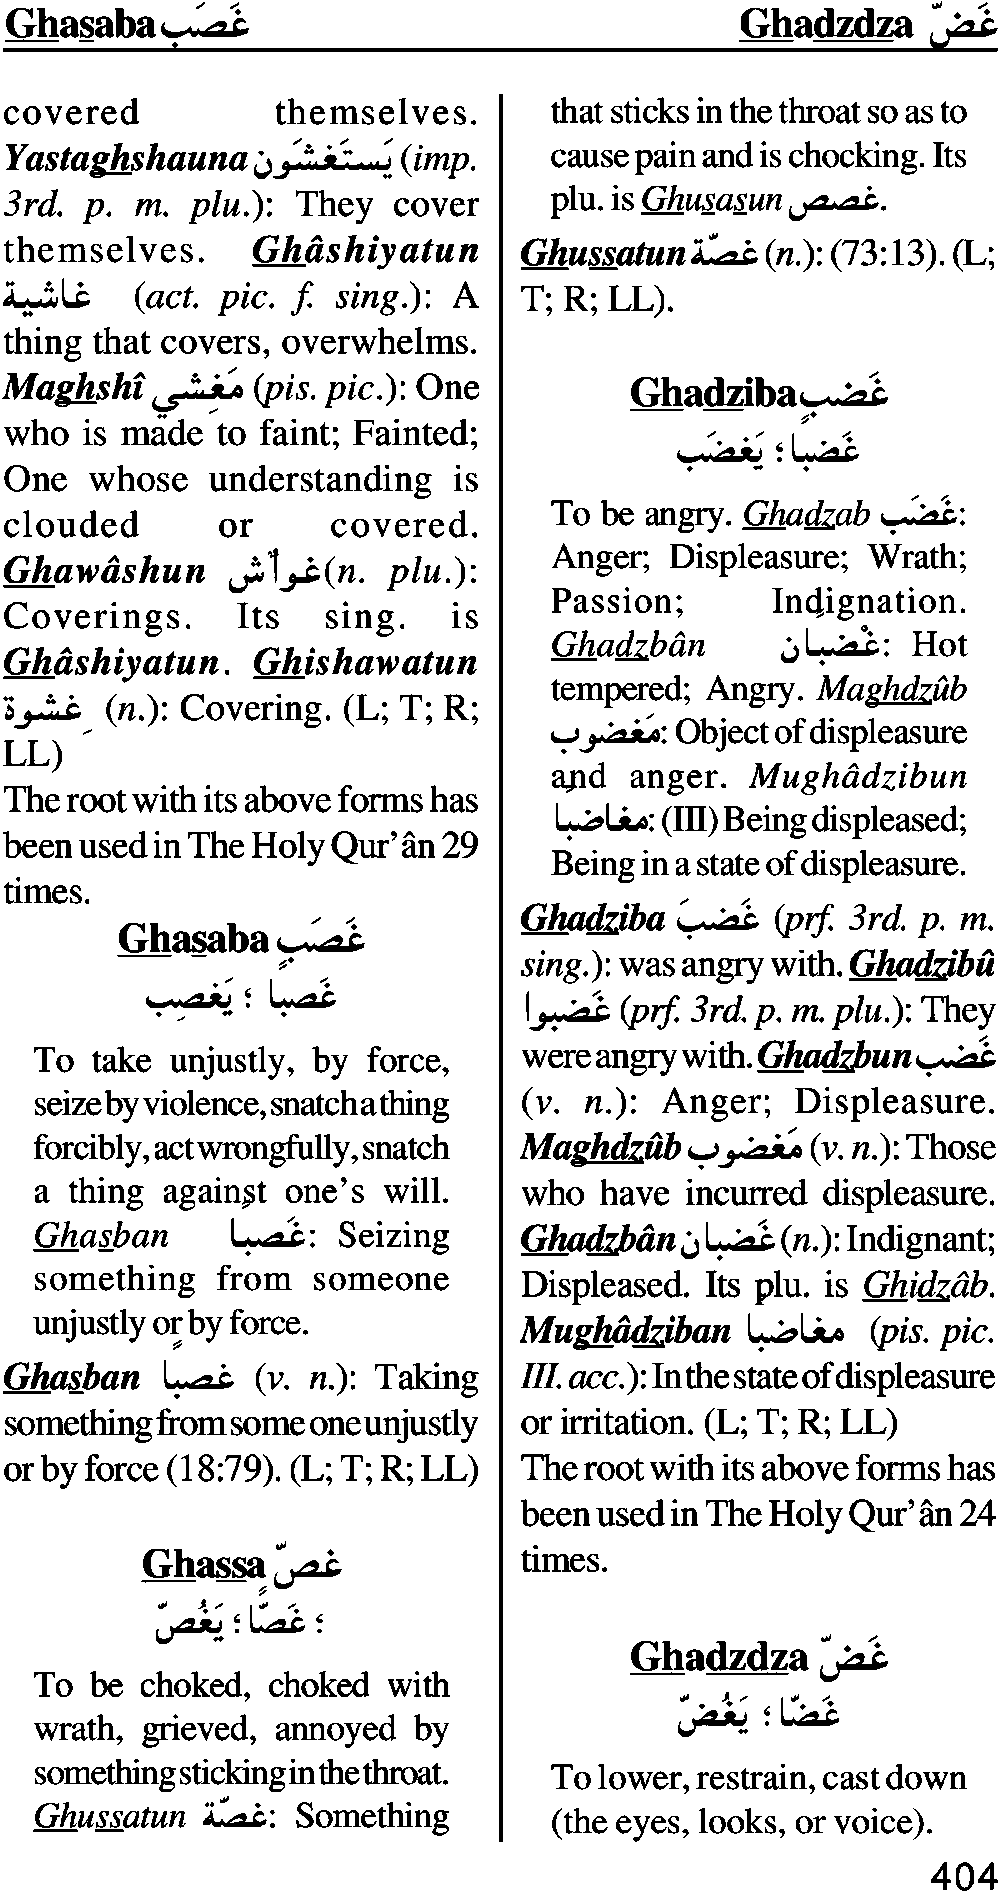 Ghasaba غَصَب
Ghadzdza غَضّ
covered themselves.
Yastaghshauna يَستَغشَون (imp.
3rd. p. m. plu.): They cover
themselves. Ghâshiyatun
غاشية (act. pic. f. sing.): A
thing that covers, overwhelms.
Maghshî مَغشي (pis. pic.): One
who is made to faint; Fainted;
One whose understanding is
clouded or covered.
Ghawâshun غواش (n. plu.):
Coverings. Its sing. is
Ghâshiyatun. Ghishawatun
غشوة (n.): Covering. (L; T; R;
LL)
The root with its above forms has
been used in The Holy Qur'ân 29
times.
Ghasaba غَصَب
غَصباً ؛ يَغصِب
To take unjustly, by force,
seize by violence, snatch a thing
forcibly, act wrongfully, snatch
a thing against one's will.
Ghasban غَصبا: Seizing
something from someone
unjustly or by force.
Ghasban غصباً (v. n.): Taking
something from some one unjustly
or by force (18:79). (L; T; R; LL)
Ghassa غصّ
؛ غَصًّا ؛ يَغُصّ
To be choked, choked with
wrath, grieved, annoyed by
something sticking in the throat.
Ghussatun غصّة: Something
that sticks in the throat so as to
cause pain and is chocking. Its
plu. is Ghusasun غصص.
Ghussatun غصّة (n.): (73:13). (L;
T; R; LL).
Ghadziba غَضب
غَضباً ؛ يَغضَب
To be angry. Ghadzab غَضَب:
Anger; Displeasure; Wrath;
Passion; Indignation.
Ghadzbân غْضبان: Hot
tempered; Angry. Maghdzûb
مَغضوب: Object of displeasure
and anger. Mughâdzibun
مغاضبا: (III) Being displeased;
Being in a state of displeasure.
Ghadziba غَضبَ (prf. 3rd. p. m.
sing.): was angry with. Ghadzibû
غَضبوا (prf. 3rd. p. m. plu.): They
were angry with. Ghadzbun غَضب
(v. n.): Anger; Displeasure.
Maghdzûb مَغضوب (v. n.): Those
who have incurred displeasure.
Ghadzbân غَضبان (n.): Indignant;
Displeased. Its plu. is Ghidzâb.
Mughâdziban مغاضبا (pis. pic.
III. acc.): In the state of displeasure
or irritation. (L; T; R; LL)
The root with its above forms has
been used in The Holy Qur'ân 24
times.
Ghadzdza غَضّ
غَضًّا ؛ يَغُضّ
To lower, restrain, cast down
(the eyes, looks, or voice).
404